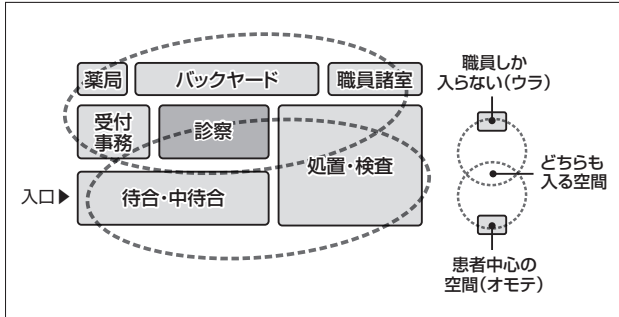 薬局
バックヤード
職員諸室
受付
事務
診察
処置・検査
入口▶
待合・中待合
職員しか
入らない（ウラ）
どちらも
入る空間
患者中心の
空間（オモテ）